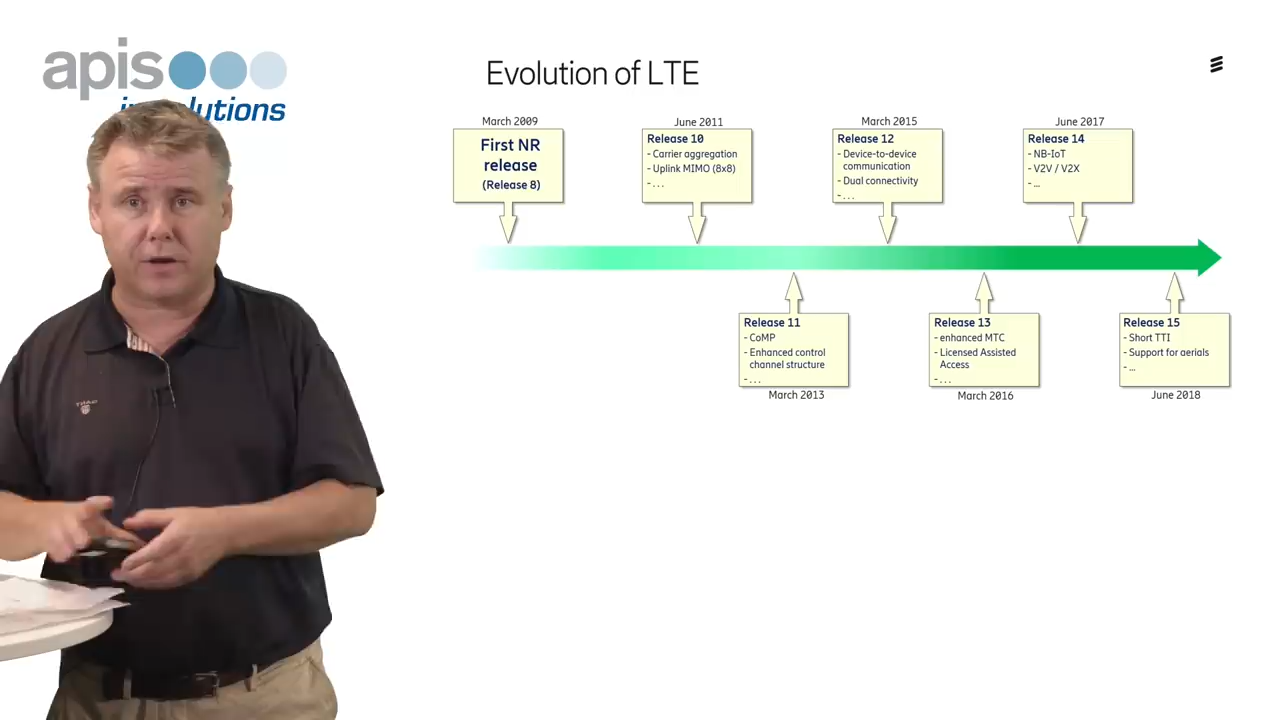 apis
Evolution of LTE
March 2009
First NR
release
(Release 8)
June 2011
Release 10
- Carrier aggregation
- Uplink MIMO (8x8)
- . . .
March 2015
Release 12
- Device-to-device
communication
- Dual connectivity
- . . .
June 2017
Release 14
- NB-IoT
- V2V / V2X
- ...
Release 11
- CoMP
- Enhanced control
channel structure
- . . .
March 2013
Release 13
- enhanced MTC
- Licensed Assisted
Access
- . . .
March 2016
Release 15
- Short TTI
- Support for aerials
- ...
June 2018